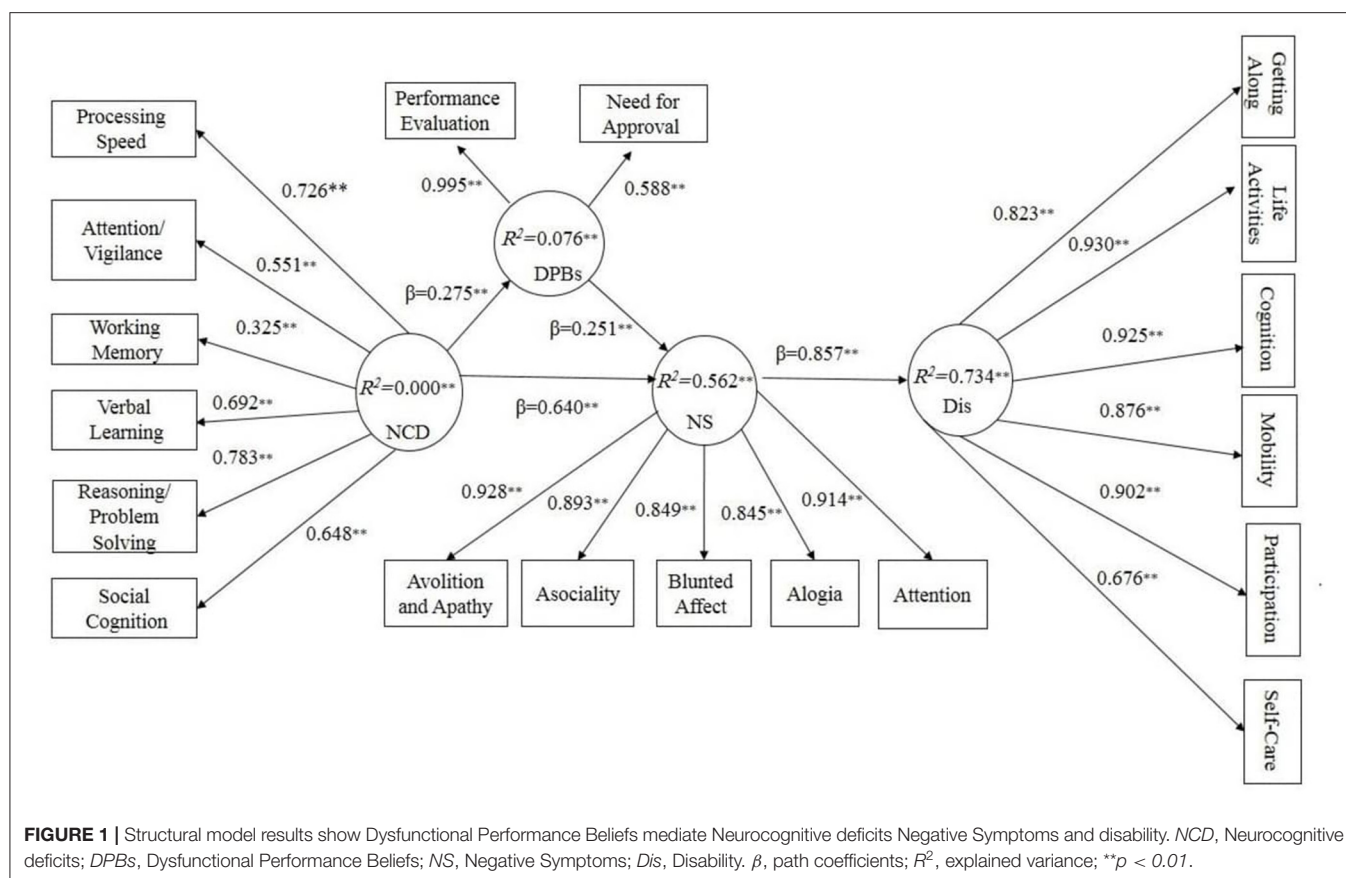 Processing
Speed
Attention/
Vigilance
Working
Memory
Verbal
Learning
Reasoning/
Problem
Solving
Social
Cognition
0.726**
0.551**
0.325**
0.692**
0.783**
0.648**
R²=0.000**
NCD
Performance
Evaluation
Need for
Approval
0.995**
0.588**
R²=0.076**
DPBs
β=0.275**
β=0.251**
β=0.640**
R²=0.562**
NS
0.928**
0.893**
0.849**
0.845**
0.914**
Avolition
and Apathy
Asociality
Blunted
Affect
Alogia
Attention
β=0.857**
R²=0.734**
Dis
0.823**
0.930**
0.925**
0.876**
0.902**
0.676**
Getting
Along
Life
Activities
Cognition
Mobility
Participation
Self-Care
FIGURE 1 | Structural model results show Dysfunctional Performance Beliefs mediate Neurocognitive deficits Negative Symptoms and disability. NCD, Neurocognitive
deficits; DPBs, Dysfunctional Performance Beliefs; NS, Negative Symptoms; Dis, Disability. β, path coefficients; R², explained variance; **p < 0.01.